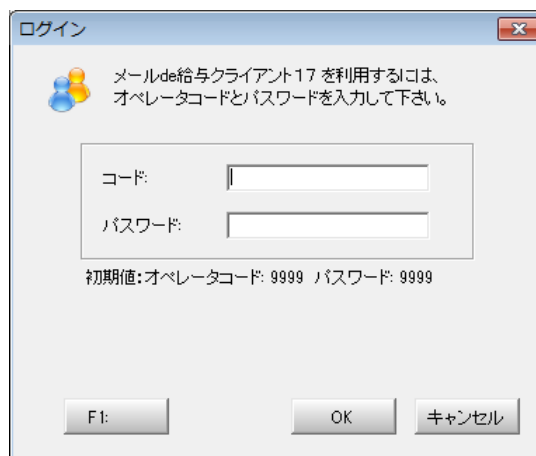 ログイン
メールde給与クライアント17 を利用するには、
オペレータコードとパスワードを入力して下さい。
コード:
パスワード:
初期値:オペレータコード: 9999 パスワード: 9999
F1:
OK
キャンセル